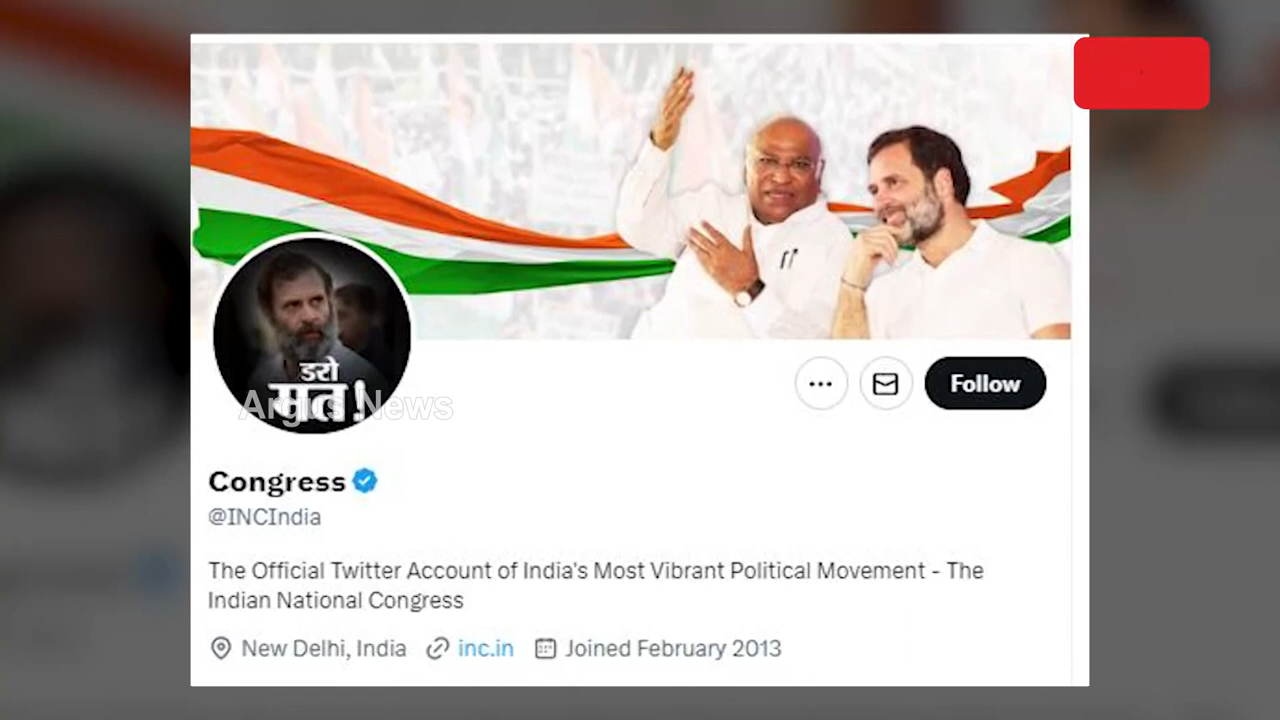 डरो
मत!
Argus News
Follow
Congress
@INCIndia
The Official Twitter Account of India's Most Vibrant Political Movement - The
Indian National Congress
New Delhi, India inc.in Joined February 2013